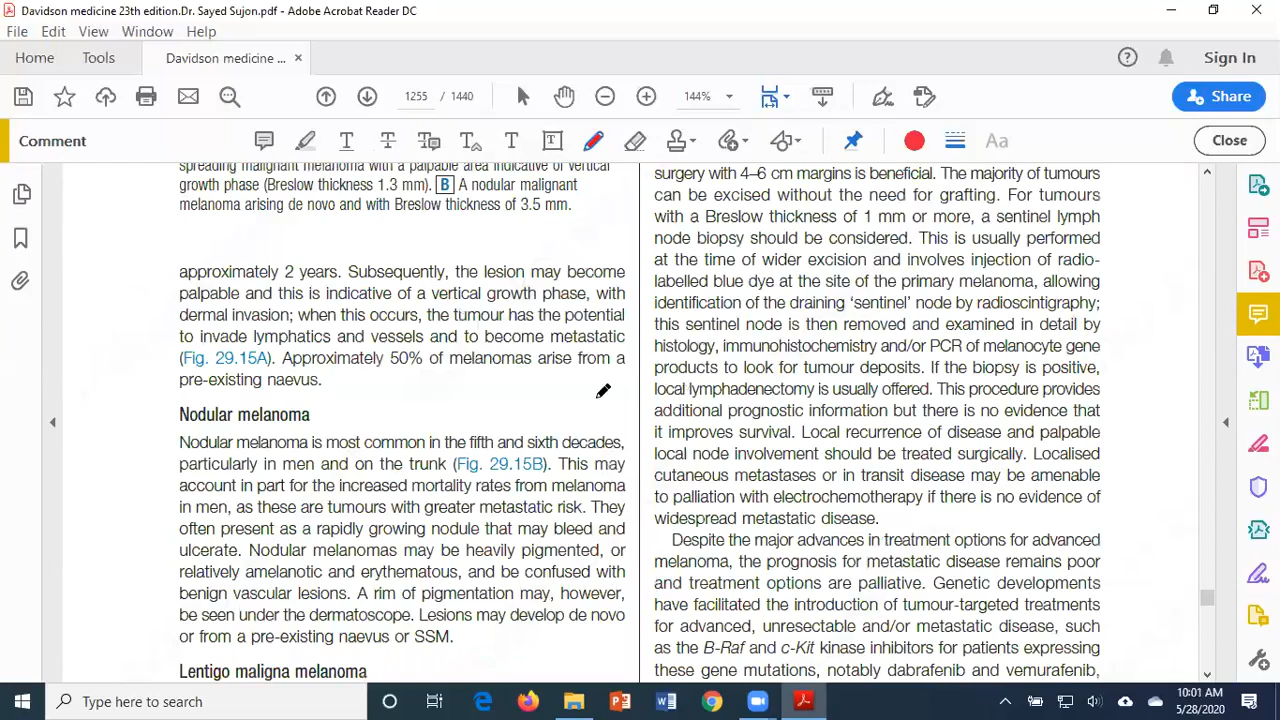 Davidson medicine 23th edition.Dr. Sayed Sujon.pdf - Adobe Acrobat Reader DC
File Edit View Window Help
Home Tools Davidson medicine ... × Sign In
1255 / 1440 144% Share
Comment Aa Close
spreading malignant melanoma with a palpable area indicative of vertical
growth phase (Breslow thickness 1.3 mm). B A nodular malignant
melanoma arising de novo and with Breslow thickness of 3.5 mm.
approximately 2 years. Subsequently, the lesion may become
palpable and this is indicative of a vertical growth phase, with
dermal invasion; when this occurs, the tumour has the potential
to invade lymphatics and vessels and to become metastatic
(Fig. 29.15A). Approximately 50% of melanomas arise from a
pre-existing naevus.
Nodular melanoma
Nodular melanoma is most common in the fifth and sixth decades,
particularly in men and on the trunk (Fig. 29.15B). This may
account in part for the increased mortality rates from melanoma
in men, as these are tumours with greater metastatic risk. They
often present as a rapidly growing nodule that may bleed and
ulcerate. Nodular melanomas may be heavily pigmented, or
relatively amelanotic and erythematous, and be confused with
benign vascular lesions. A rim of pigmentation may, however,
be seen under the dermatoscope. Lesions may develop de novo
or from a pre-existing naevus or SSM.
Lentigo maligna melanoma
surgery with 4–6 cm margins is beneficial. The majority of tumours
can be excised without the need for grafting. For tumours
with a Breslow thickness of 1 mm or more, a sentinel lymph
node biopsy should be considered. This is usually performed
at the time of wider excision and involves injection of radio-
labelled blue dye at the site of the primary melanoma, allowing
identification of the draining ‘sentinel’ node by radioscintigraphy;
this sentinel node is then removed and examined in detail by
histology, immunohistochemistry and/or PCR of melanocyte gene
products to look for tumour deposits. If the biopsy is positive,
local lymphadenectomy is usually offered. This procedure provides
additional prognostic information but there is no evidence that
it improves survival. Local recurrence of disease and palpable
local node involvement should be treated surgically. Localised
cutaneous metastases or in transit disease may be amenable
to palliation with electrochemotherapy if there is no evidence of
widespread metastatic disease.
Despite the major advances in treatment options for advanced
melanoma, the prognosis for metastatic disease remains poor
and treatment options are palliative. Genetic developments
have facilitated the introduction of tumour-targeted treatments
for advanced, unresectable and/or metastatic disease, such
as the B-Raf and c-Kit kinase inhibitors for patients expressing
these gene mutations, notably dabrafenib and vemurafenib,
Type here to search
10:01 AM
5/28/2020